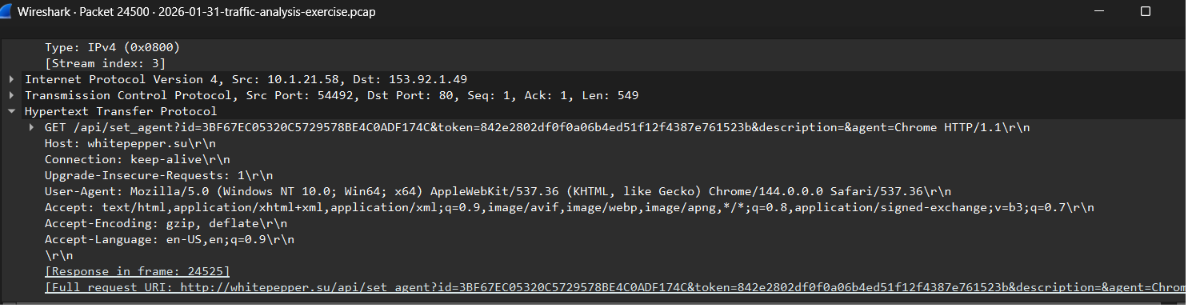 Wireshark · Packet 24500 · 2026-01-31-traffic-analysis-exercise.pcap
Type: IPv4 (0x0800)
[Stream index: 3]
Internet Protocol Version 4, Src: 10.1.21.58, Dst: 153.92.1.49
Transmission Control Protocol, Src Port: 54492, Dst Port: 80, Seq: 1, Ack: 1, Len: 549
Hypertext Transfer Protocol
GET /api/set_agent?id=3BF67EC05320C5729578BE4C0ADF174C&token=842e2802df0f0a06b4ed51f12f4387e761523b&description=&agent=Chrome HTTP/1.1\r\n
Host: whitepepper.su\r\n
Connection: keep-alive\r\n
Upgrade-Insecure-Requests: 1\r\n
User-Agent: Mozilla/5.0 (Windows NT 10.0; Win64; x64) AppleWebKit/537.36 (KHTML, like Gecko) Chrome/144.0.0.0 Safari/537.36\r\n
Accept: text/html,application/xhtml+xml,application/xml;q=0.9,image/avif,image/webp,image/apng,*/*;q=0.8,application/signed-exchange;v=b3;q=0.7\r\n
Accept-Encoding: gzip, deflate\r\n
Accept-Language: en-US,en;q=0.9\r\n
\r\n
[Response in frame: 24525]
[Full request URI: http://whitepepper.su/api/set_agent?id=3BF67EC05320C5729578BE4C0ADF174C&token=842e2802df0f0a06b4ed51f12f4387e761523b&description=&agent=Chrom